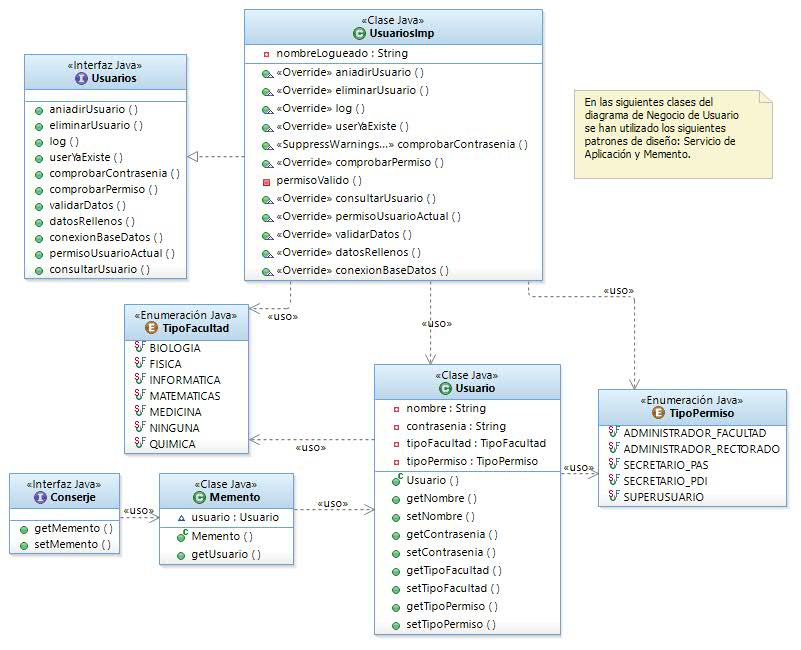 «Clase Java»
UsuariosImp
nombreLogueado : String
«Override» aniadirUsuario ( )
«Override» eliminarUsuario ( )
«Override» log ( )
«Override» userYaExiste ( )
«SuppressWarnings...» comprobarContrasenia ( )
«Override» comprobarPermiso ( )
permisoValido ( )
«Override» consultarUsuario ( )
«Override» permisoUsuarioActual ( )
«Override» validarDatos ( )
«Override» datosRellenos ( )
«Override» conexionBaseDatos ( )
«Interfaz Java»
I Usuarios
aniadirUsuario ( )
eliminarUsuario ( )
log ( )
userYaExiste ( )
comprobarContrasenia ( )
comprobarPermiso ( )
validarDatos ( )
datosRellenos ( )
conexionBaseDatos ( )
permisoUsuarioActual ( )
consultarUsuario ( )
En las siguientes clases del
diagrama de Negocio de Usuario
se han utilizado los siguientes
patrones de diseño: Servicio de
Aplicación y Memento.
«uso»
«uso»
«uso»
«Enumeración Java»
E TipoFacultad
BIOLOGIA
FISICA
INFORMATICA
MATEMATICAS
MEDICINA
NINGUNA
QUIMICA
«Clase Java»
C Usuario
nombre : String
contrasenia : String
tipoFacultad : TipoFacultad
tipoPermiso : TipoPermiso
Usuario ( )
getNombre ( )
setNombre ( )
getContrasenia ( )
setContrasenia ( )
getTipoFacultad ( )
setTipoFacultad ( )
getTipoPermiso ( )
setTipoPermiso ( )
«Enumeración Java»
E TipoPermiso
ADMINISTRADOR_FACULTAD
ADMINISTRADOR_RECTORADO
SECRETARIO_PAS
SECRETARIO_PDI
SUPERUSUARIO
«uso»
«uso»
«Interfaz Java»
I Conserje
getMemento ( )
setMemento ( )
«uso»
«Clase Java»
C Memento
usuario : Usuario
Memento ( )
getUsuario ( )
«uso»